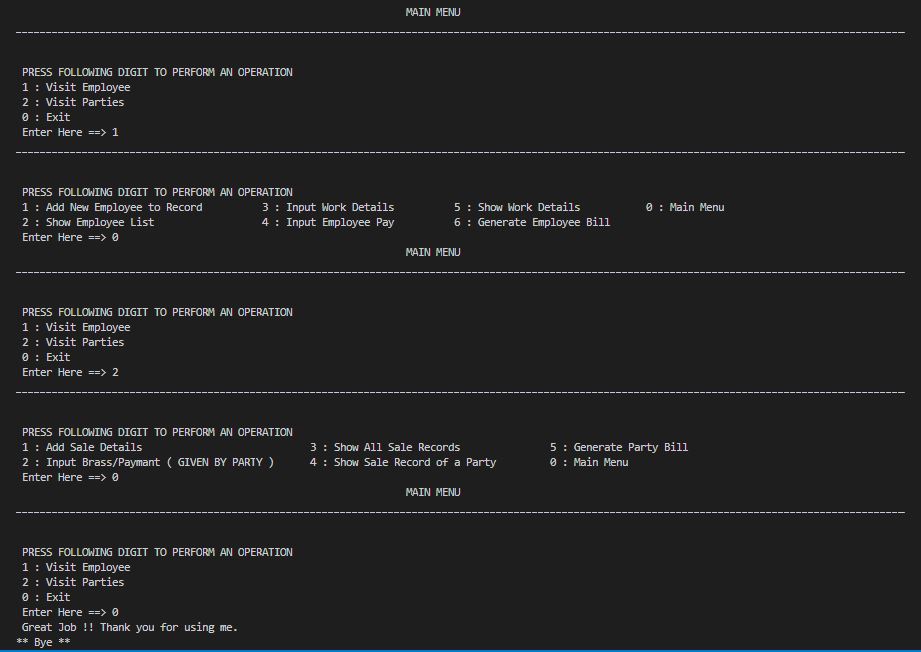 MAIN MENU
PRESS FOLLOWING DIGIT TO PERFORM AN OPERATION
1 : Visit Employee
2 : Visit Parties
0 : Exit
Enter Here ==> 1
PRESS FOLLOWING DIGIT TO PERFORM AN OPERATION
1 : Add New Employee to Record 3 : Input Work Details 5 : Show Work Details 0 : Main Menu
2 : Show Employee List 4 : Input Employee Pay 6 : Generate Employee Bill
Enter Here ==> 0
MAIN MENU
PRESS FOLLOWING DIGIT TO PERFORM AN OPERATION
1 : Visit Employee
2 : Visit Parties
0 : Exit
Enter Here ==> 2
PRESS FOLLOWING DIGIT TO PERFORM AN OPERATION
1 : Add Sale Details 3 : Show All Sale Records 5 : Generate Party Bill
2 : Input Brass/Paymant ( GIVEN BY PARTY ) 4 : Show Sale Record of a Party 0 : Main Menu
Enter Here ==> 0
MAIN MENU
PRESS FOLLOWING DIGIT TO PERFORM AN OPERATION
1 : Visit Employee
2 : Visit Parties
0 : Exit
Enter Here ==> 0
Great Job !! Thank you for using me.
** Bye **